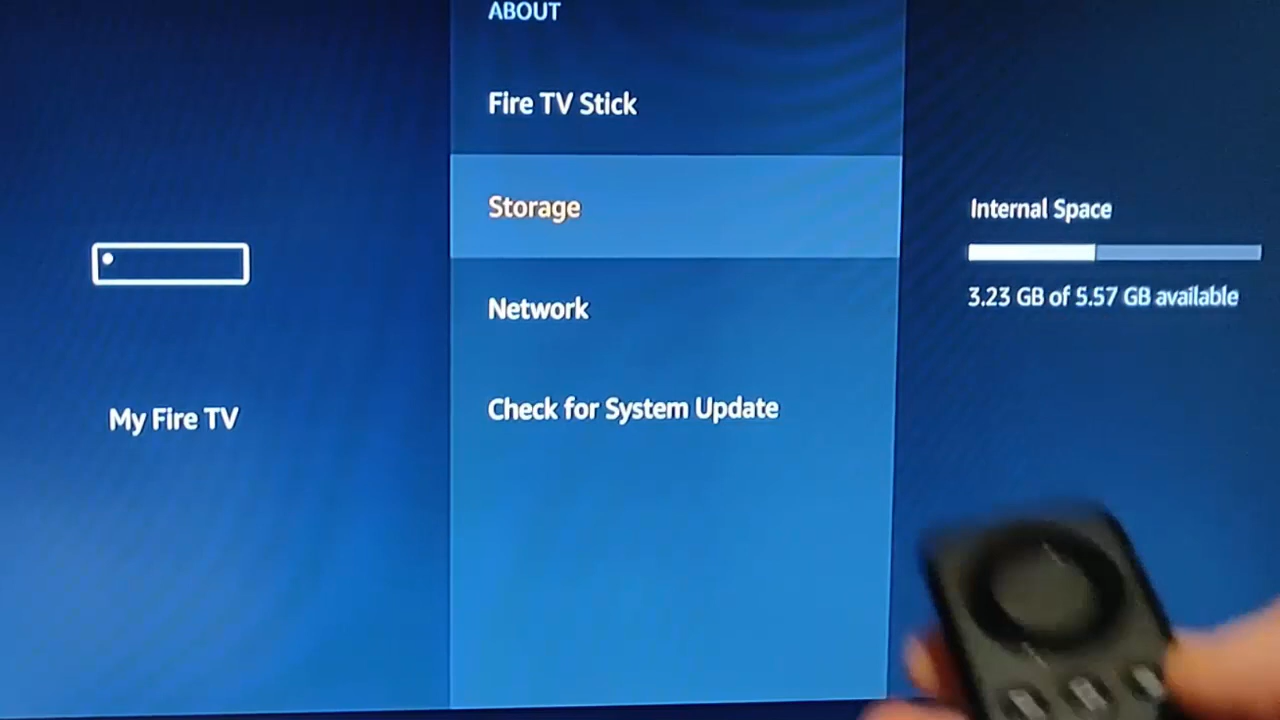 ABOUT
Fire TV Stick
Storage
Network
Check for System Update
My Fire TV
Internal Space
3.23 GB of 5.57 GB available